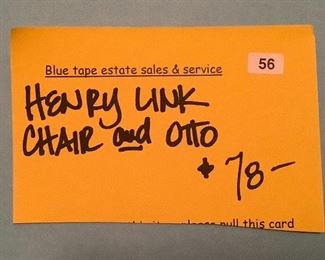 Blue tape estate sales & service
56
HENRY LINK
CHAIR and OTTO
$78-
pull this card